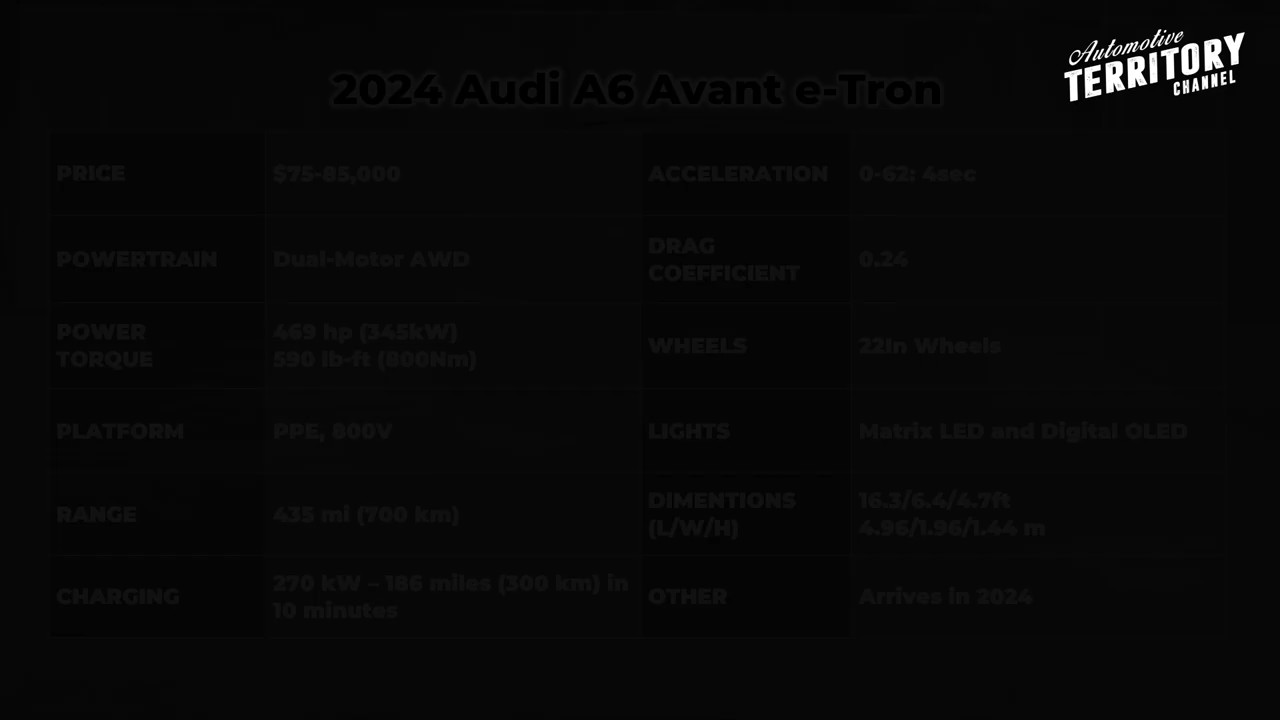 Automotive
TERRITORY
CHANNEL
2024 Audi A6 Avant e-Tron
PRICE
$75-85,000
ACCELERATION
0-62: 4sec
POWERTRAIN
Dual-Motor AWD
DRAG
COEFFICIENT
0.24
POWER
TORQUE
469 hp (345kW)
590 lb-ft (800Nm)
WHEELS
22In Wheels
PLATFORM
PPE, 800V
LIGHTS
Matrix LED and Digital OLED
RANGE
435 mi (700 km)
DIMENTIONS
(L/W/H)
16.3/6.4/4.7ft
4.96/1.96/1.44 m
CHARGING
270 kW – 186 miles (300 km) in
10 minutes
OTHER
Arrives in 2024